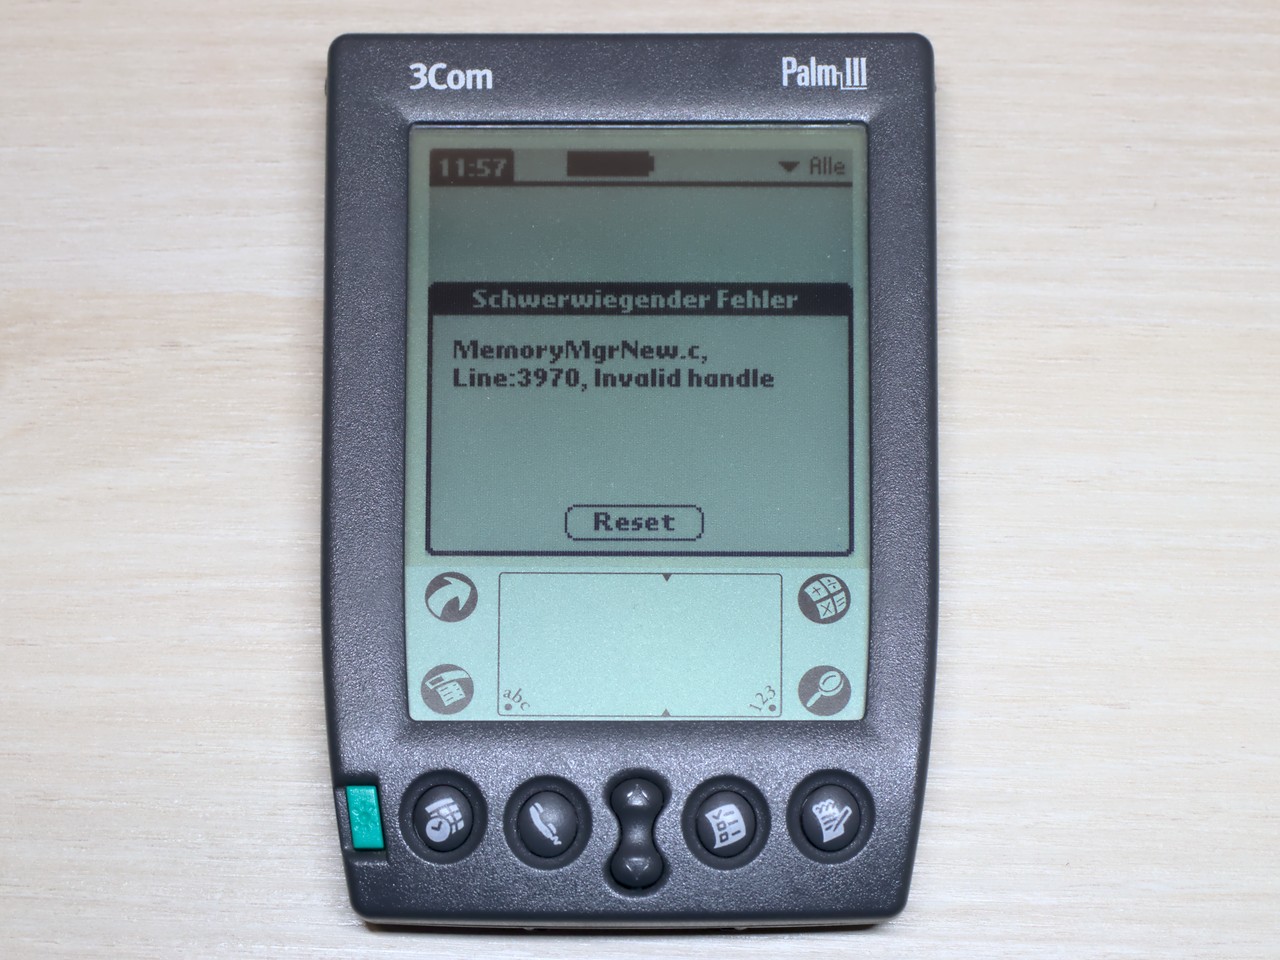 3Com
Palm III
11:57
Alle
Schwerwiegender Fehler
MemoryMgrNew.c,
Line:3970, Invalid handle
Reset
abc
123